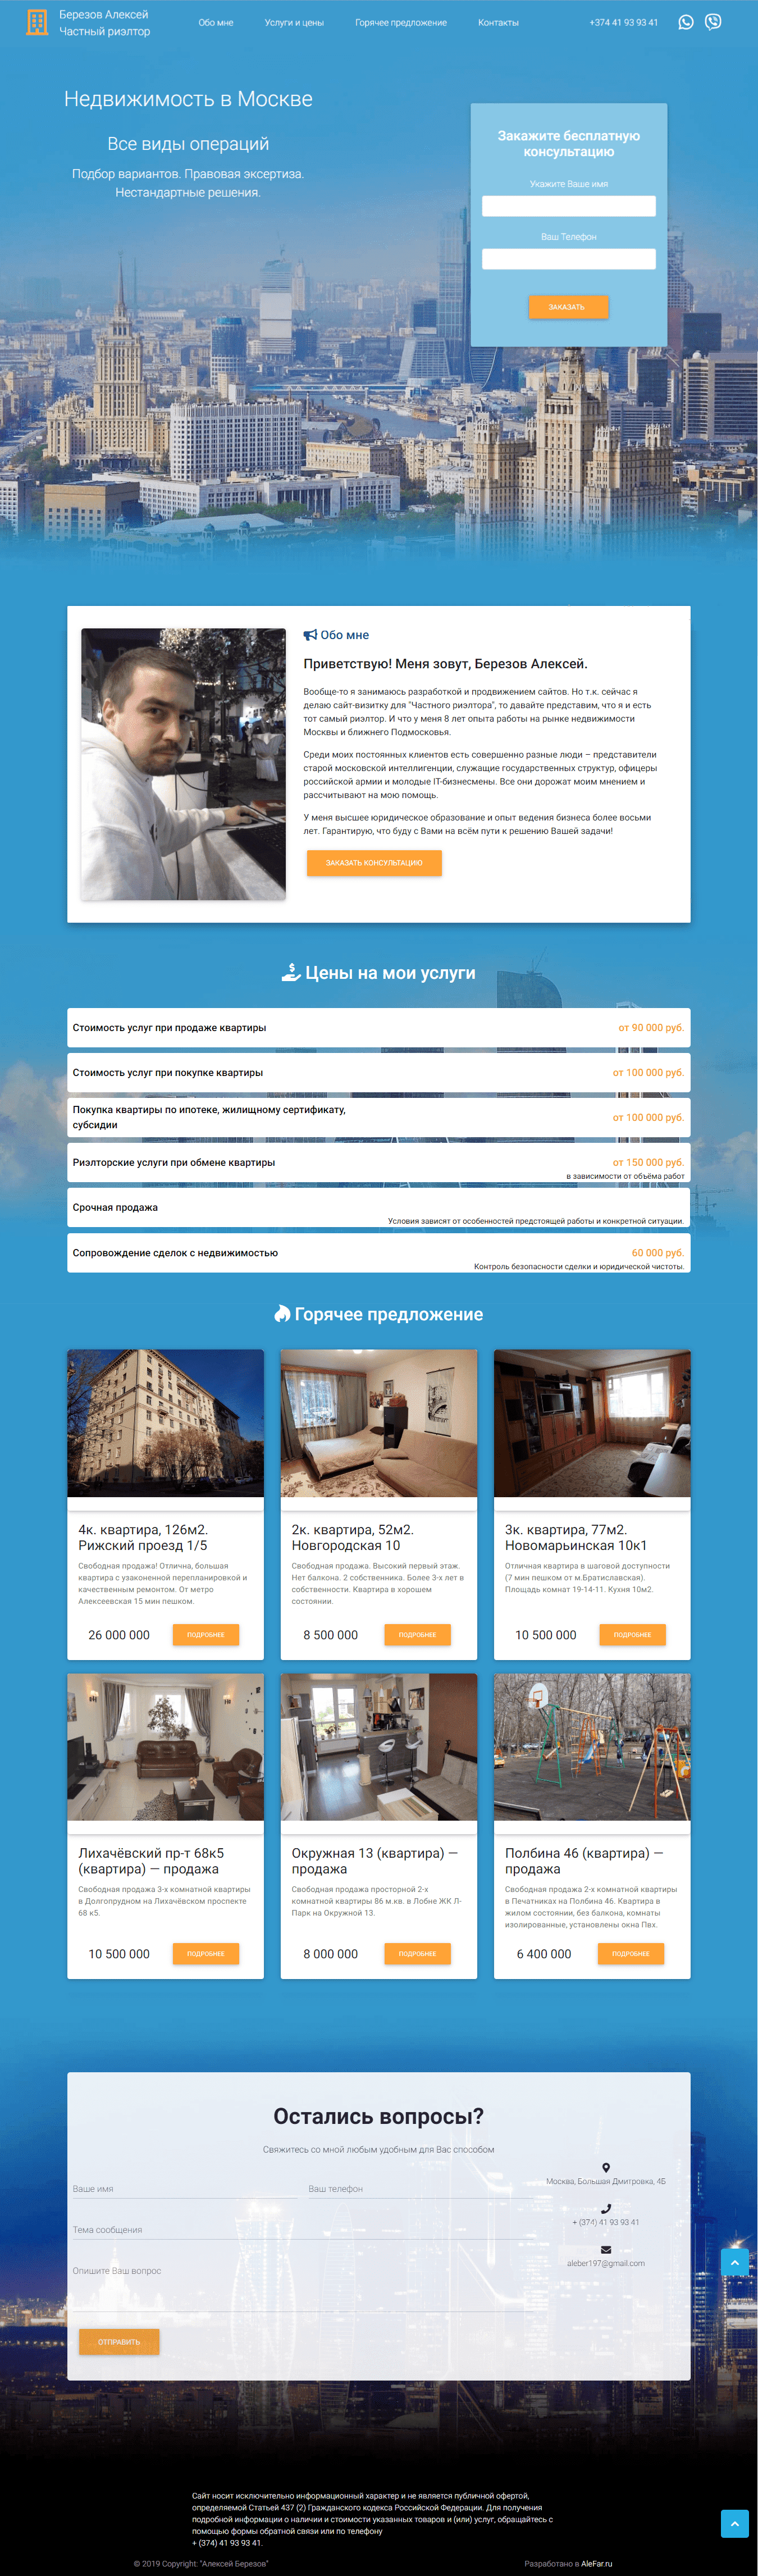 Березов Алексей
Частный риэлтор
Обо мне
Услуги и цены
Горячее предложение
Контакты
+374 41 93 93 41
Недвижимость в Москве
Все виды операций
Подбор вариантов. Правовая экспертиза.
Нестандартные решения.
Закажите бесплатную
консультацию
Укажите Ваше имя
Ваш Телефон
ЗАКАЗАТЬ
Обо мне
Приветствую! Меня зовут, Березов Алексей.
Вообще-то я занимаюсь разработкой и продвижением сайтов. Но т.к. сейчас я
делаю сайт-визитку для "Частного риэлтора", то давайте представим, что я и есть
тот самый риэлтор. И что у меня 8 лет опыта работы на рынке недвижимости
Москвы и ближнего Подмосковья.
Среди моих постоянных клиентов есть совершенно разные люди – представители
старой московской интеллигенции, служащие государственных структур, офицеры
российской армии и молодые IT-бизнесмены. Все они дорожат моим мнением и
рассчитывают на мою помощь.
У меня высшее юридическое образование и опыт ведения бизнеса более восьми
лет. Гарантирую, что буду с Вами на всём пути к решению Вашей задачи!
ЗАКАЗАТЬ КОНСУЛЬТАЦИЮ
Цены на мои услуги
Стоимость услуг при продаже квартиры
от 90 000 руб.
Стоимость услуг при покупке квартиры
от 100 000 руб.
Покупка квартиры по ипотеке, жилищному сертификату,
субсидии
от 100 000 руб.
Риэлторские услуги при обмене квартиры
от 150 000 руб.
в зависимости от объёма работ
Срочная продажа
Условия зависят от особенностей предстоящей работы и конкретной ситуации.
Сопровождение сделок с недвижимостью
60 000 руб.
Контроль безопасности сделки и юридической чистоты.
Горячее предложение
4к. квартира, 126м2.
Рижский проезд 1/5
Свободная продажа! Отлична, большая
квартира с узаконенной перепланировкой и
качественным ремонтом. От метро
Алексеевская 15 мин пешком.
26 000 000
ПОДРОБНЕЕ
2к. квартира, 52м2.
Новгородская 10
Свободная продажа. Высокий первый этаж.
Нет балкона. 2 собственника. Более 3-х лет в
собственности. Квартира в хорошем
состоянии.
8 500 000
ПОДРОБНЕЕ
3к. квартира, 77м2.
Новомарьинская 10к1
Отличная квартира в шаговой доступности
(7 мин пешком от м.Братиславская).
Площадь комнат 19-14-11. Кухня 10м2.
10 500 000
ПОДРОБНЕЕ
Лихачёвский пр-т 68к5
(квартира) — продажа
Свободная продажа 3-х комнатной квартиры
в Долгопрудном на Лихачёвском проспекте
68 к5.
10 500 000
ПОДРОБНЕЕ
Окружная 13 (квартира) —
продажа
Свободная продажа просторной 2-х
комнатной квартиры 86 м.кв. в Лобне ЖК Л-
Парк на Окружной 13.
8 000 000
ПОДРОБНЕЕ
Полбина 46 (квартира) —
продажа
Свободная продажа 2-х комнатной квартиры
в Печатниках на Полбина 46. Квартира в
жилом состоянии, без балкона, комнаты
изолированные, установлены окна Пвх.
6 400 000
ПОДРОБНЕЕ
Остались вопросы?
Свяжитесь со мной любым удобным для Вас способом
Ваше имя
Ваш телефон
Тема сообщения
Опишите Ваш вопрос
ОТПРАВИТЬ
Москва, Большая Дмитровка, 4Б
+ (374) 41 93 93 41
aleber197@gmail.com
Сайт носит исключительно информационный характер и не является публичной офертой,
определяемой Статьей 437 (2) Гражданского кодекса Российской Федерации. Для получения
подробной информации о наличии и стоимости указанных товаров и (или) услуг, обращайтесь с
помощью формы обратной связи или по телефону
+ (374) 41 93 93 41.
© 2019 Copyright: "Алексей Березов"
Разработано в AleFar.ru